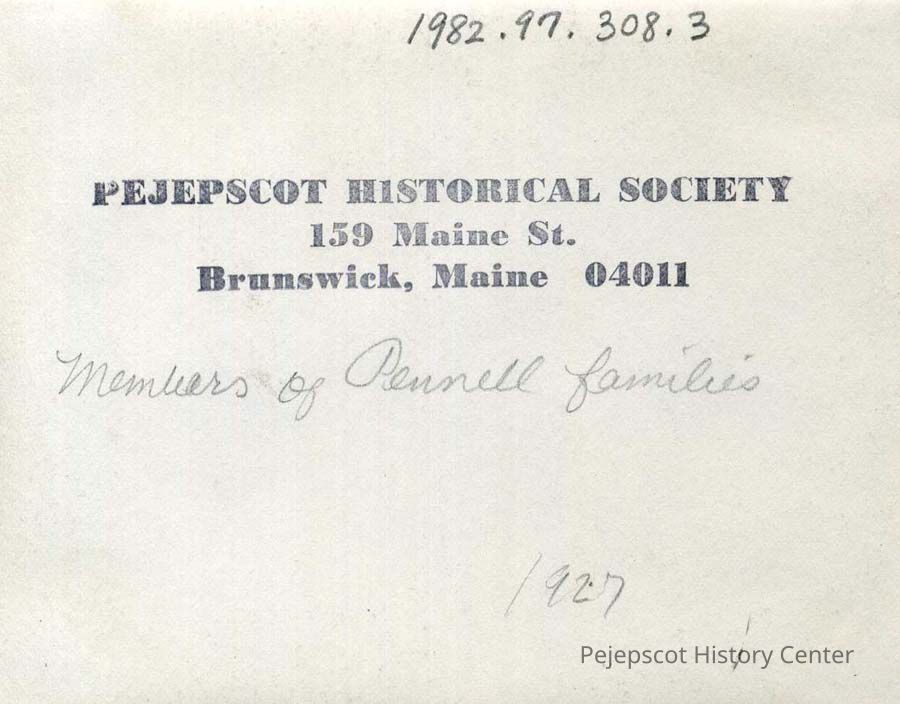 1982.97.308.3
PEJEPSCOT HISTORICAL SOCIETY
159 Maine St.
Brunswick, Maine 04011
Members of Pennell families
1927
Pejepscot History Center